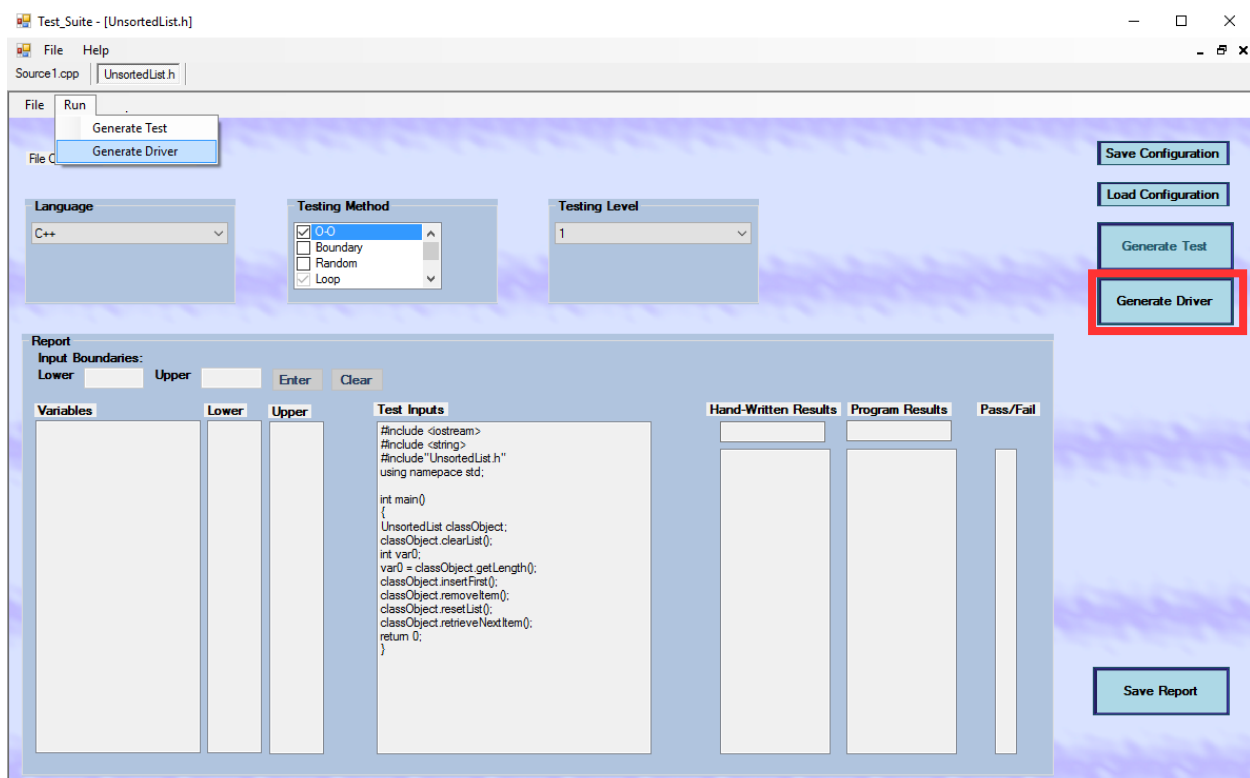 Test_Suite - [UnsortedList.h]
File Help
Source1.cpp UnsortedList.h
File Run
Generate Test
Generate Driver
File
Save Configuration
Load Configuration
Generate Test
Generate Driver
Language
C++
Testing Method
O-O
Boundary
Random
Loop
Testing Level
1
Report
Input Boundaries:
Lower Upper Enter Clear
Variables Lower Upper Test Inputs Hand-Written Results Program Results Pass/Fail
#include <iostream>
#include <string>
#include"UnsortedList.h"
using namepace std;
int main()
{
UnsortedList classObject;
classObject.clearList();
int var0;
var0 = classObject.getLength();
classObject.insertFirst();
classObject.removeItem();
classObject.resetList();
classObject.retrieveNextItem();
return 0;
}
Save Report